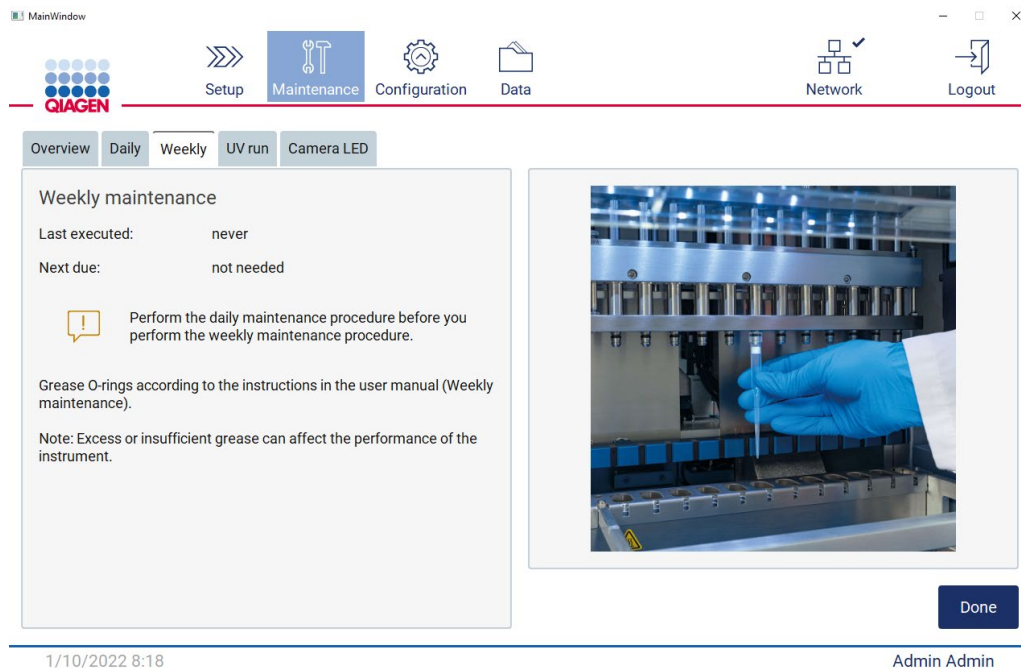 MainWindow
QIAGEN
Setup
Maintenance
Configuration
Data
Network
Logout
Overview
Daily
Weekly
UV run
Camera LED
Weekly maintenance
Last executed: never
Next due: not needed
!
Perform the daily maintenance procedure before you
perform the weekly maintenance procedure.
Grease O-rings according to the instructions in the user manual (Weekly
maintenance).
Note: Excess or insufficient grease can affect the performance of the
instrument.
Done
1/10/2022 8:18
Admin Admin